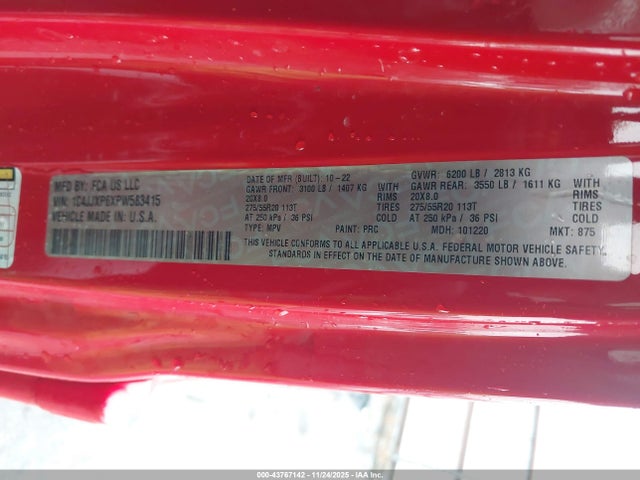 MFD BY: FCA US LLC
VIN: 1C4JJXP6XPW583415
VEHICLE MADE IN U.S.A.
DATE OF MFR (BUILT): 10-22
GAWR FRONT: 3100 LB / 1407 KG WITH
20X8.0 RIMS
275/55R20 113T TIRES
AT 250 kPa / 36 PSI COLD
TYPE: MPV PAINT: PRC
GVWR: 6200 LB / 2813 KG
GAWR REAR: 3550 LB / 1611 KG WITH
20X8.0 RIMS
275/55R20 113T TIRES
AT 250 kPa / 36 PSI COLD
MDH: 101220 MKT: 875
THIS VEHICLE CONFORMS TO ALL APPLICABLE U.S.A. FEDERAL MOTOR VEHICLE SAFETY
STANDARDS IN EFFECT ON THE DATE OF MANUFACTURE SHOWN ABOVE.
000-43767142 - 11/24/2025 - IAAI.COM